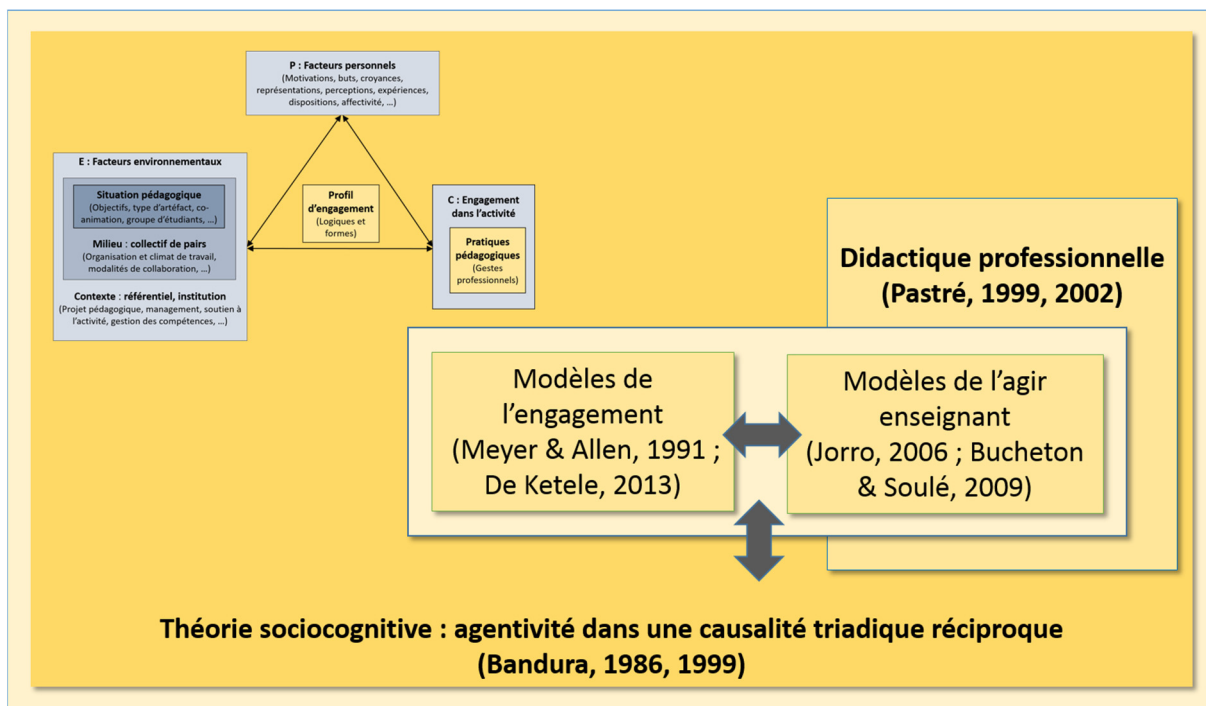 P : Facteurs personnels
(Motivations, buts, croyances,
représentations, perceptions, expériences,
dispositions, affectivité, ...)
E : Facteurs environnementaux
Situation pédagogique
(Objectifs, type d'artéfact, co-
animation, groupe d'étudiants, ...)
Milieu : collectif de pairs
(Organisation et climat de travail,
modalités de collaboration, ...)
Contexte : référentiel, institution
(Projet pédagogique, management, soutien à
l'activité, gestion des compétences, ...)
Profil
d'engagement
(Logiques et
formes)
C : Engagement
dans l'activité
Pratiques
pédagogiques
(Gestes
professionnels)
Didactique professionnelle
(Pastré, 1999, 2002)
Modèles de
l'engagement
(Meyer & Allen, 1991 ;
De Ketele, 2013)
Modèles de l'agir
enseignant
(Jorro, 2006 ; Bucheton
& Soulé, 2009)
Théorie sociocognitive : agentivité dans une causalité triadique réciproque
(Bandura, 1986, 1999)